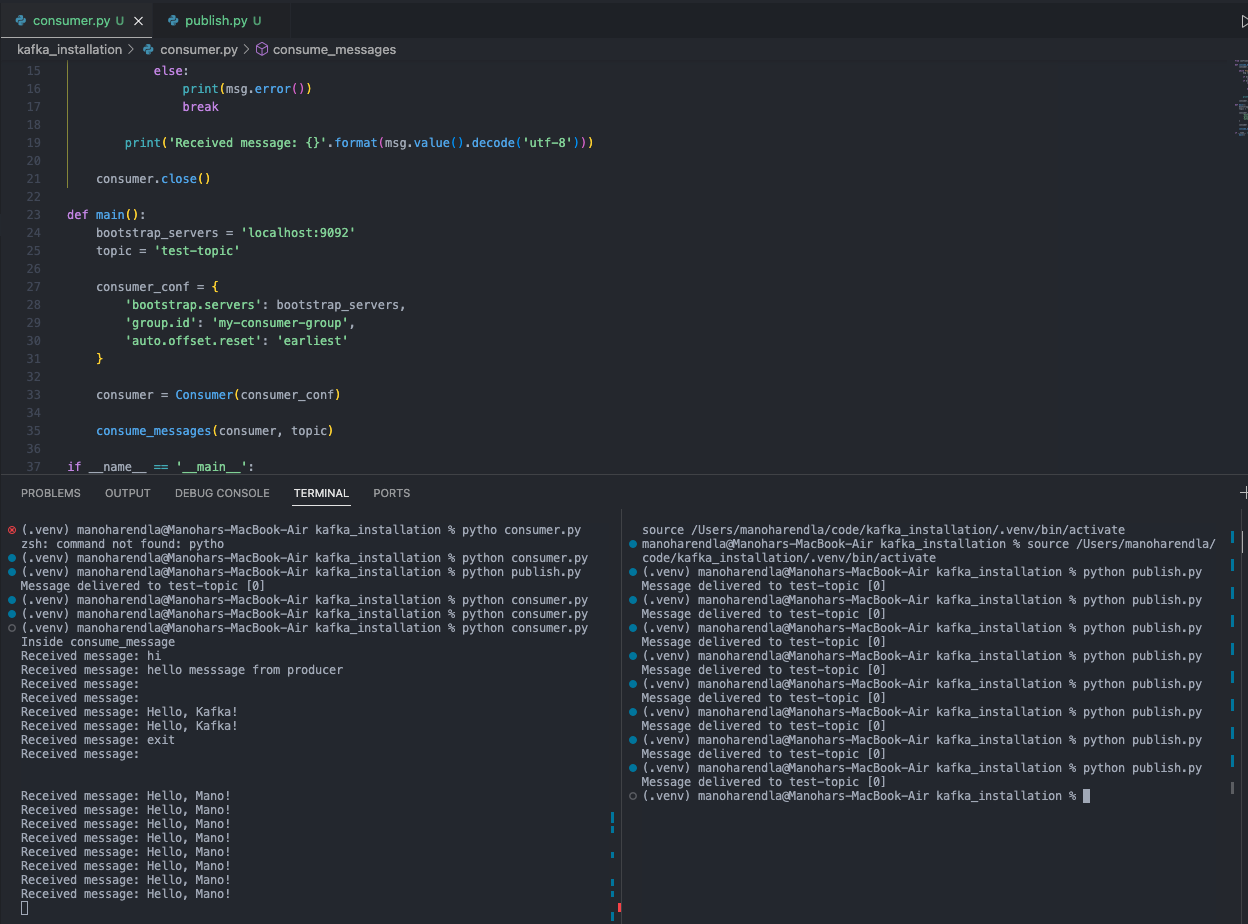 consumer.py U
publish.py U
kafka_installation > consumer.py > consume_messages
15 else:
16 print(msg.error())
17 break
18
19 print('Received message: {}'.format(msg.value().decode('utf-8')))
20
21 consumer.close()
22
23 def main():
24 bootstrap_servers = 'localhost:9092'
25 topic = 'test-topic'
26
27 consumer_conf = {
28 'bootstrap.servers': bootstrap_servers,
29 'group.id': 'my-consumer-group',
30 'auto.offset.reset': 'earliest'
31 }
32
33 consumer = Consumer(consumer_conf)
34
35 consume_messages(consumer, topic)
36
37 if __name__ == '__main__':
PROBLEMS OUTPUT DEBUG CONSOLE TERMINAL PORTS
(.venv) manoharendla@Manohars-MacBook-Air kafka_installation % pytho consumer.py
zsh: command not found: pytho
(.venv) manoharendla@Manohars-MacBook-Air kafka_installation % python consumer.py
(.venv) manoharendla@Manohars-MacBook-Air kafka_installation % python publish.py
Message delivered to test-topic [0]
(.venv) manoharendla@Manohars-MacBook-Air kafka_installation % python consumer.py
(.venv) manoharendla@Manohars-MacBook-Air kafka_installation % python consumer.py
(.venv) manoharendla@Manohars-MacBook-Air kafka_installation % python consumer.py
Inside consume_message
Received message: hi
Received message: hello messsage from producer
Received message:
Received message:
Received message: Hello, Kafka!
Received message: Hello, Kafka!
Received message: exit
Received message:
Received message: Hello, Mano!
Received message: Hello, Mano!
Received message: Hello, Mano!
Received message: Hello, Mano!
Received message: Hello, Mano!
Received message: Hello, Mano!
Received message: Hello, Mano!
Received message: Hello, Mano!
source /Users/manoharendla/code/kafka_installation/.venv/bin/activate
manoharendla@Manohars-MacBook-Air kafka_installation % source /Users/manoharendla/
code/kafka_installation/.venv/bin/activate
(.venv) manoharendla@Manohars-MacBook-Air kafka_installation % python publish.py
Message delivered to test-topic [0]
(.venv) manoharendla@Manohars-MacBook-Air kafka_installation % python publish.py
Message delivered to test-topic [0]
(.venv) manoharendla@Manohars-MacBook-Air kafka_installation % python publish.py
Message delivered to test-topic [0]
(.venv) manoharendla@Manohars-MacBook-Air kafka_installation % python publish.py
Message delivered to test-topic [0]
(.venv) manoharendla@Manohars-MacBook-Air kafka_installation % python publish.py
Message delivered to test-topic [0]
(.venv) manoharendla@Manohars-MacBook-Air kafka_installation % python publish.py
Message delivered to test-topic [0]
(.venv) manoharendla@Manohars-MacBook-Air kafka_installation % python publish.py
Message delivered to test-topic [0]
(.venv) manoharendla@Manohars-MacBook-Air kafka_installation % python publish.py
Message delivered to test-topic [0]
(.venv) manoharendla@Manohars-MacBook-Air kafka_installation %